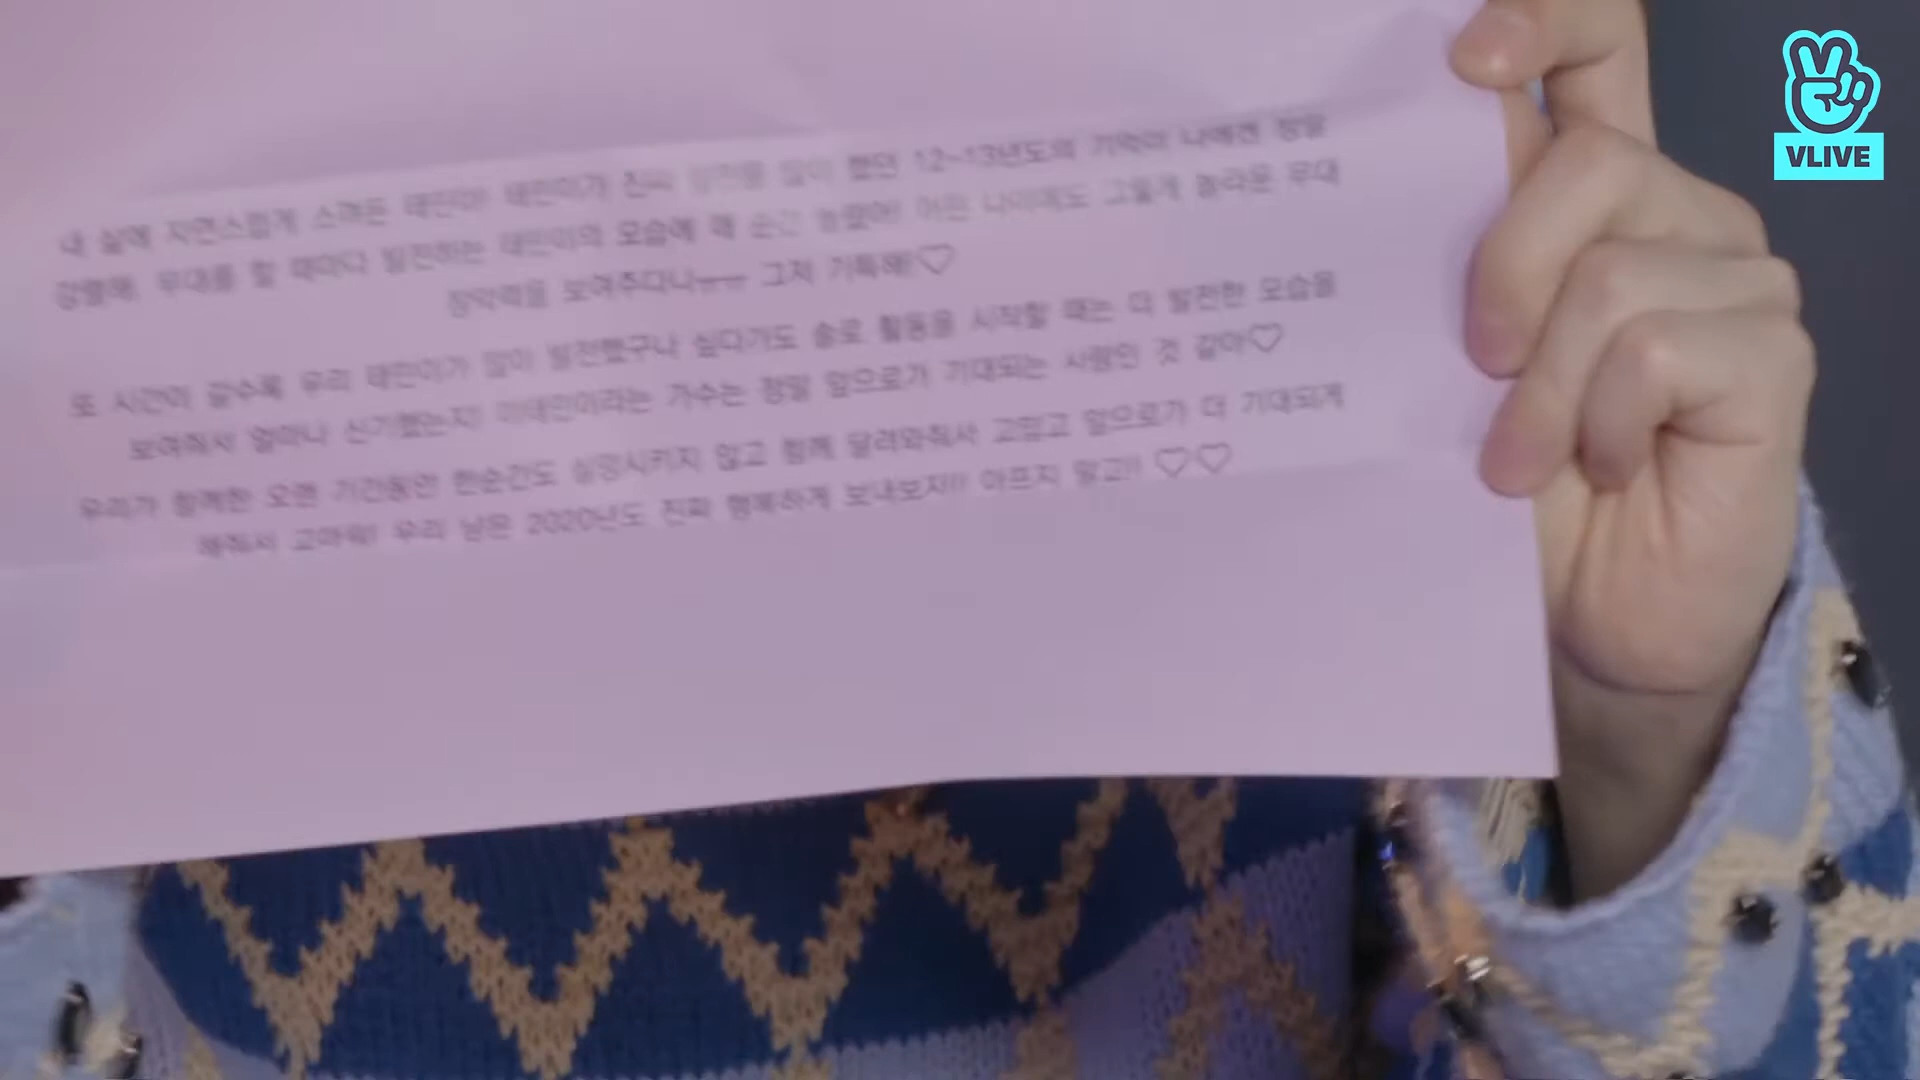 VLIVE
내 삶에 자연스럽게 스며든 태민아! 태민이가 진짜 발전을 많이 했던 12~13년도의 기억이 나에겐 정말
강렬해. 무대를 할 때마다 발전하는 태민이의 모습에 매 순간 놀랐어! 어린 나이에도 그렇게 놀라운 무대
장악력을 보여주다니ㅠㅠ 그저 기특해!♡
또 시간이 갈수록 우리 태민이가 많이 발전했구나 싶다가도 솔로 활동을 시작할 때는 더 발전한 모습을
보여줘서 얼마나 신기했는지! 이태민이라는 가수는 정말 앞으로가 기대되는 사람인 것 같아♡
우리가 함께한 오랜 기간동안 한순간도 실망시키지 않고 함께 달려와줘서 고맙고 앞으로가 더 기대되게
해줘서 고마워! 우리 남은 2020년도 진짜 행복하게 보내보자!! 아프지 말고!! ♡♡